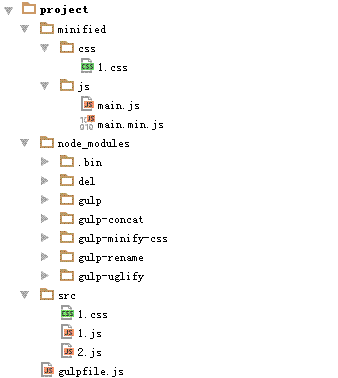 project
minified
css
1.css
js
main.js
main.min.js
node_modules
.bin
del
gulp
gulp-concat
gulp-minify-css
gulp-rename
gulp-uglify
src
1.css
1.js
2.js
gulpfile.js